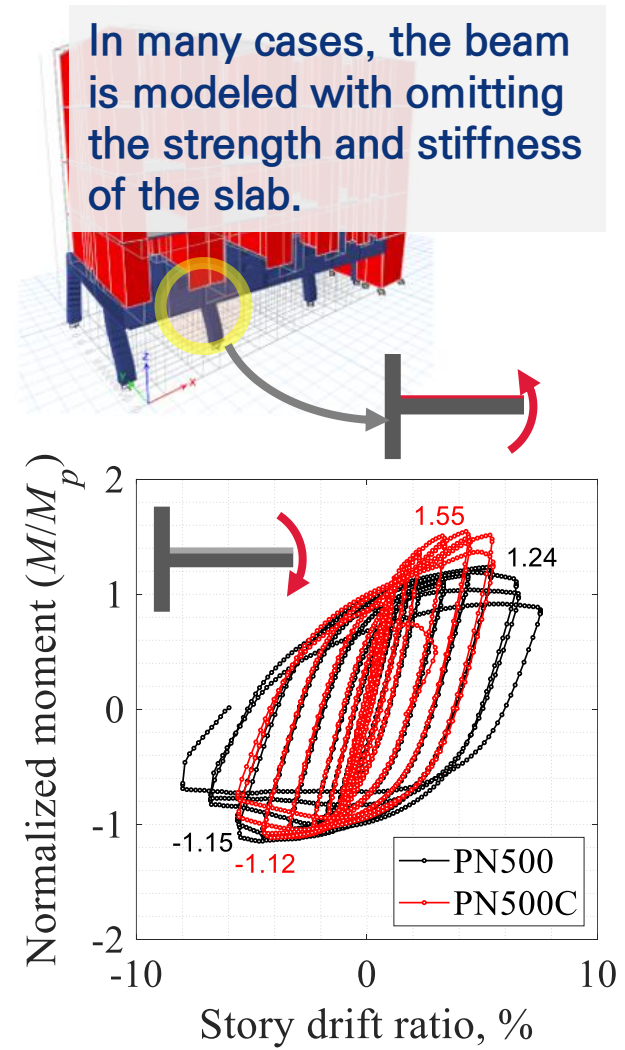 In many cases, the beam
is modeled with omitting
the strength and stiffness
of the slab.
Z
Y
X
Normalized moment (M/Mp)
2
1
0
-1
-2
1.55
1.24
-1.15
-1.12
PN500
PN500C
-10
0
10
Story drift ratio, %